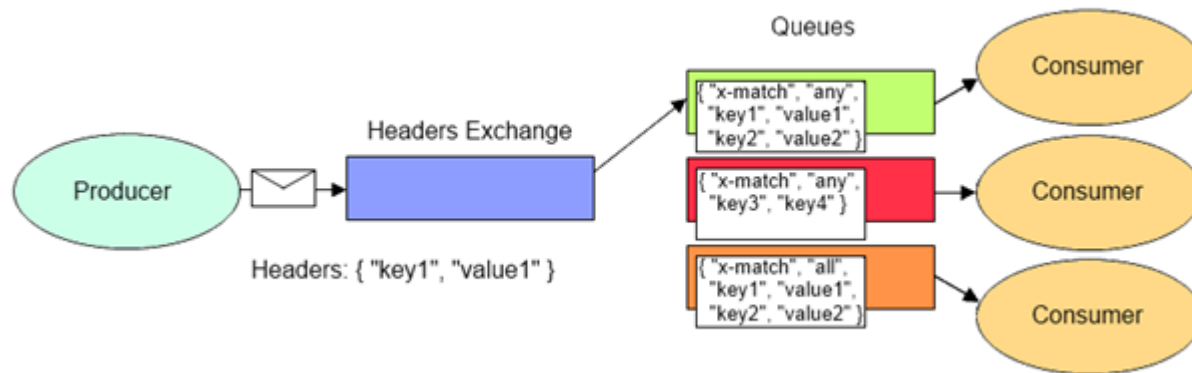 Queues
Consumer
{ "x-match", "any",
"key1", "value1",
"key2", "value2" }
Headers Exchange
Producer
{ "x-match", "any",
"key3", "key4" }
Consumer
Headers: { "key1", "value1" }
{ "x-match", "all",
"key1", "value1",
"key2", "value2" }
Consumer